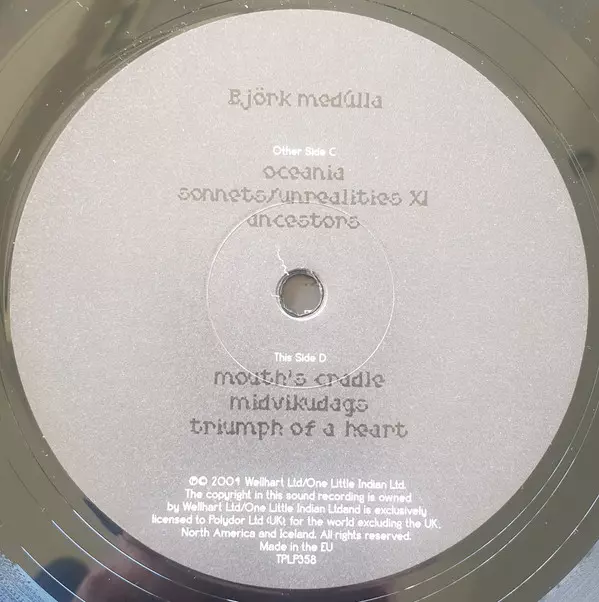 Björk medúlla
Other Side C
oceania
sonnets/unrealities XI
ancestors
This Side D
mouth's cradle
midvikudags
triumph of a heart
℗© 2004 Wellhart Ltd/One Little Indian Ltd.
The copyright in this sound recording is owned
by Wellhart Ltd/One Little Indian Ltdand is exclusively
licensed to Polydor Ltd (UK) for the world excluding the UK,
North America and Iceland. All rights reserved.
Made in the EU
TPLP358